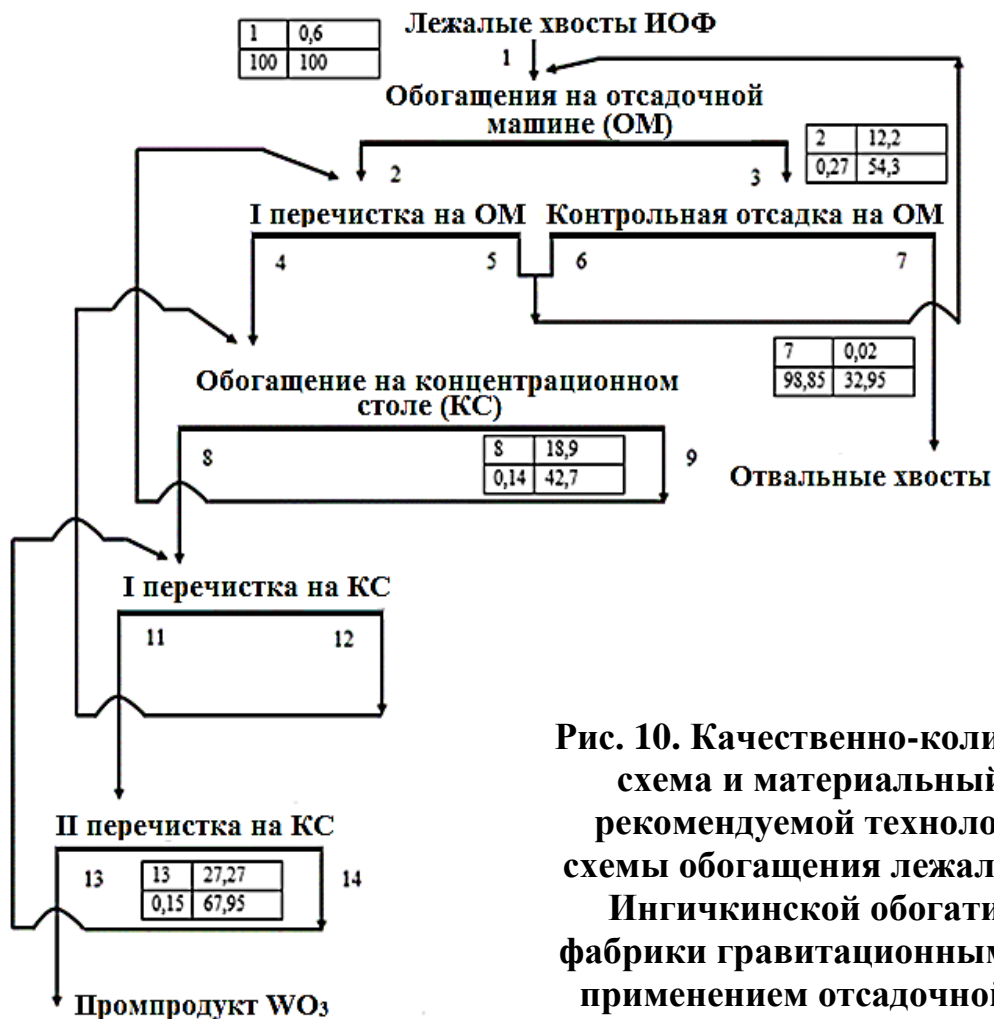 Лежалые хвосты ИОФ
1 0,6
100 100
1
Обогащения на отсадочной
машине (ОМ)
2 12,2
0,27 54,3
2
3
I перечистка на ОМ
Контрольная отсадка на ОМ
4
5
6
7
7 0,02
98,85 32,95
Обогащение на концентрационном
столе (КС)
8
8 18,9
0,14 42,7
9
Отвальные хвосты
I перечистка на КС
11
12
Рис. 10. Качественно-коли
схема и материальный
рекомендуемой техноло
схемы обогащения лежал
Ингичкинской обогати
фабрики гравитационным
применением отсадочной
II перечистка на КС
13
13 27,27
0,15 67,95
14
Промпродукт WO₃